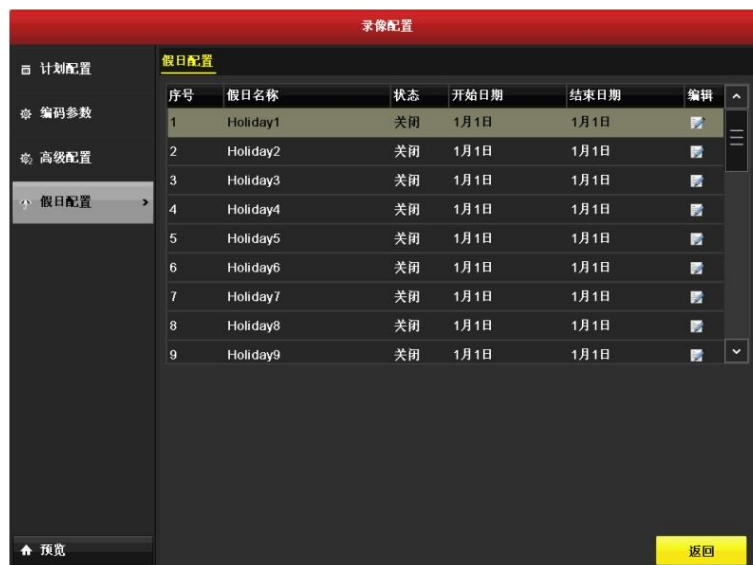 录像配置
计划配置
编码参数
高级配置
假日配置
预览
假日配置
序号 假日名称 状态 开始日期 结束日期 编辑
1 Holiday1 关闭 1月1日 1月1日
2 Holiday2 关闭 1月1日 1月1日
3 Holiday3 关闭 1月1日 1月1日
4 Holiday4 关闭 1月1日 1月1日
5 Holiday5 关闭 1月1日 1月1日
6 Holiday6 关闭 1月1日 1月1日
7 Holiday7 关闭 1月1日 1月1日
8 Holiday8 关闭 1月1日 1月1日
9 Holiday9 关闭 1月1日 1月1日
返回